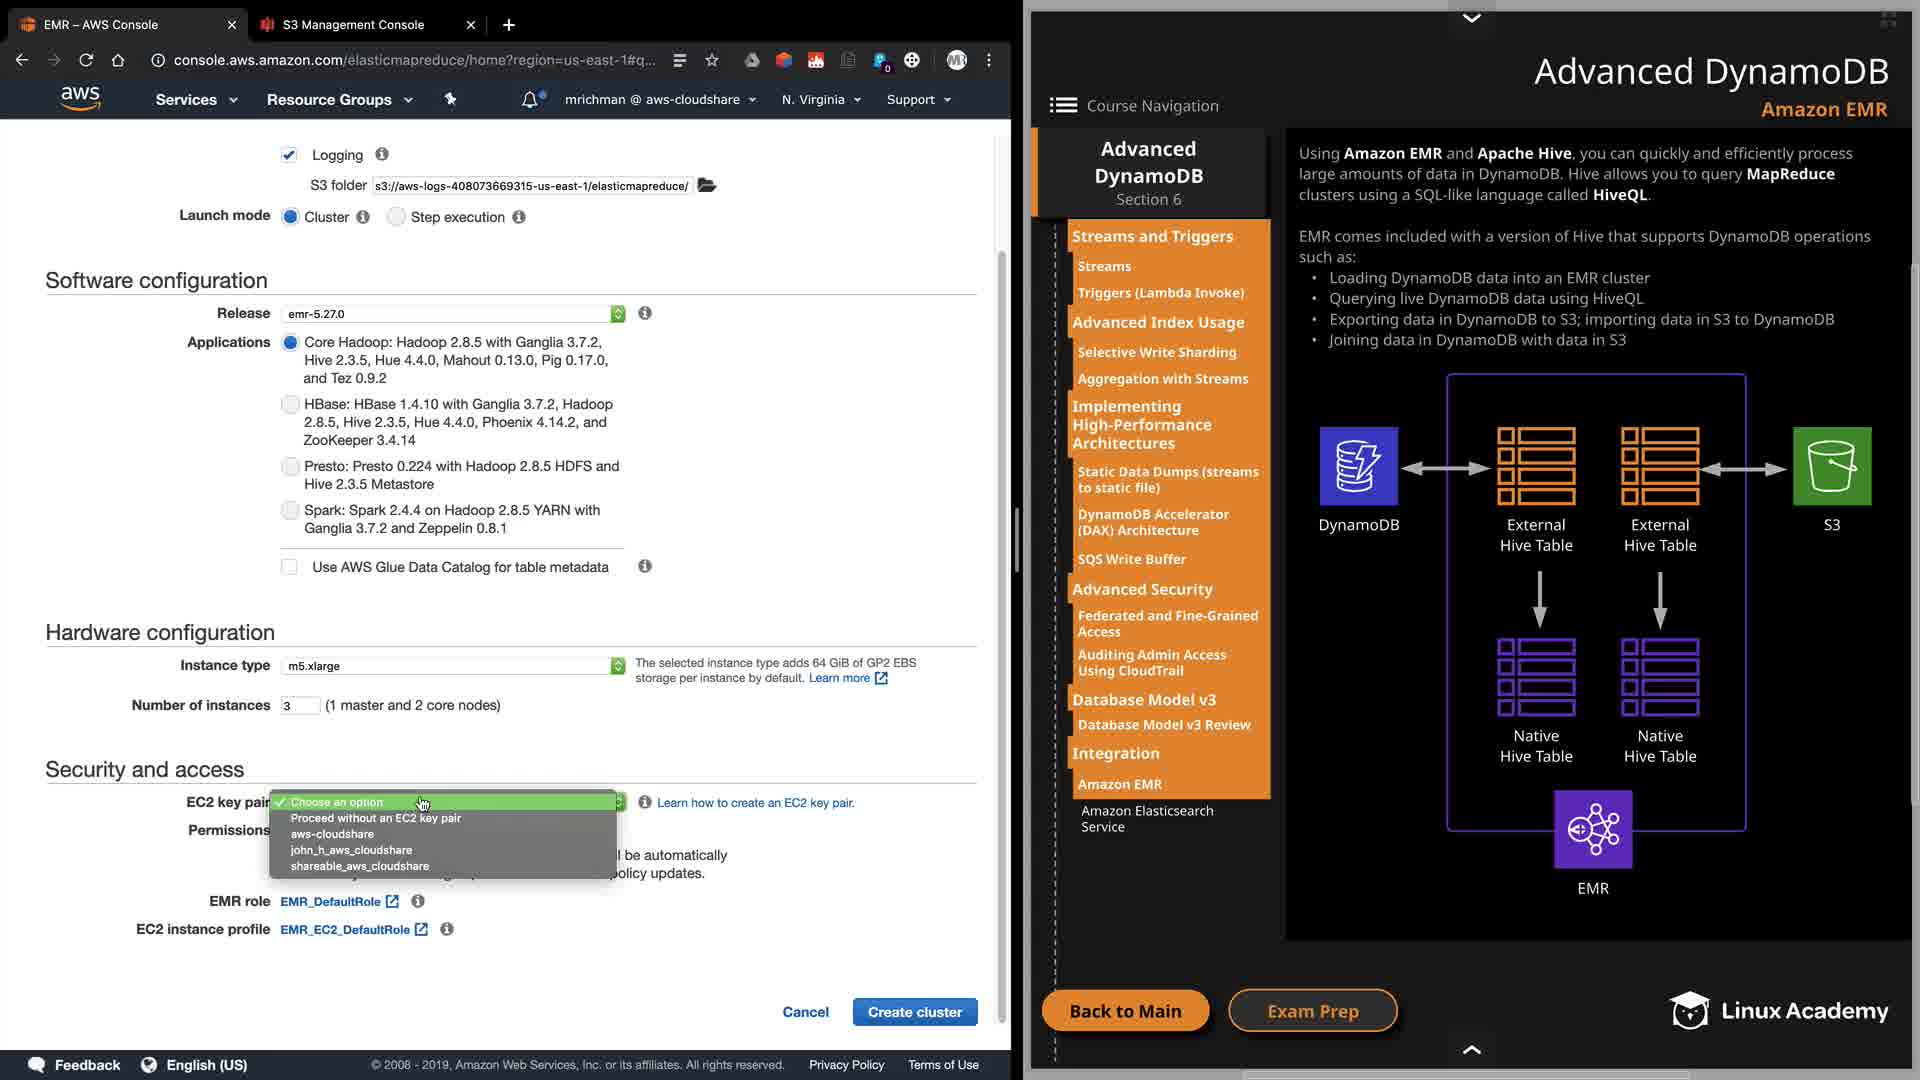 EMR – AWS Console
S3 Management Console
console.aws.amazon.com/elasticmapreduce/home?region=us-east-1#q...
0
MR
aws
Services
Resource Groups
mrichman @ aws-cloudshare
N. Virginia
Support
Logging
S3 folder
s3://aws-logs-408073669315-us-east-1/elasticmapreduce/
Launch mode
Cluster
Step execution
Software configuration
Release
emr-5.27.0
Applications
Core Hadoop: Hadoop 2.8.5 with Ganglia 3.7.2,
Hive 2.3.5, Hue 4.4.0, Mahout 0.13.0, Pig 0.17.0,
and Tez 0.9.2
HBase: HBase 1.4.10 with Ganglia 3.7.2, Hadoop
2.8.5, Hive 2.3.5, Hue 4.4.0, Phoenix 4.14.2, and
ZooKeeper 3.4.14
Presto: Presto 0.224 with Hadoop 2.8.5 HDFS and
Hive 2.3.5 Metastore
Spark: Spark 2.4.4 on Hadoop 2.8.5 YARN with
Ganglia 3.7.2 and Zeppelin 0.8.1
Use AWS Glue Data Catalog for table metadata
Hardware configuration
Instance type
m5.xlarge
The selected instance type adds 64 GiB of GP2 EBS
storage per instance by default. Learn more
Number of instances
3
(1 master and 2 core nodes)
Security and access
EC2 key pair
Choose an option
Proceed without an EC2 key pair
aws-cloudshare
john_h_aws_cloudshare
shareable_aws_cloudshare
Learn how to create an EC2 key pair.
Permissions
l be automatically
olicy updates.
EMR role
EMR_DefaultRole
EC2 instance profile
EMR_EC2_DefaultRole
Cancel
Create cluster
Feedback
English (US)
© 2008 - 2019, Amazon Web Services, Inc. or its affiliates. All rights reserved.
Privacy Policy
Terms of Use
Advanced DynamoDB
Amazon EMR
Course Navigation
Advanced
DynamoDB
Section 6
Streams and Triggers
Streams
Triggers (Lambda Invoke)
Advanced Index Usage
Selective Write Sharding
Aggregation with Streams
Implementing
High-Performance
Architectures
Static Data Dumps (streams
to static file)
DynamoDB Accelerator
(DAX) Architecture
SQS Write Buffer
Advanced Security
Federated and Fine-Grained
Access
Auditing Admin Access
Using CloudTrail
Database Model v3
Database Model v3 Review
Integration
Amazon EMR
Amazon Elasticsearch
Service
Using Amazon EMR and Apache Hive, you can quickly and efficiently process
large amounts of data in DynamoDB. Hive allows you to query MapReduce
clusters using a SQL-like language called HiveQL.
EMR comes included with a version of Hive that supports DynamoDB operations
such as:
• Loading DynamoDB data into an EMR cluster
• Querying live DynamoDB data using HiveQL
• Exporting data in DynamoDB to S3; importing data in S3 to DynamoDB
• Joining data in DynamoDB with data in S3
DynamoDB
External
Hive Table
External
Hive Table
S3
Native
Hive Table
Native
Hive Table
EMR
Back to Main
Exam Prep
Linux Academy